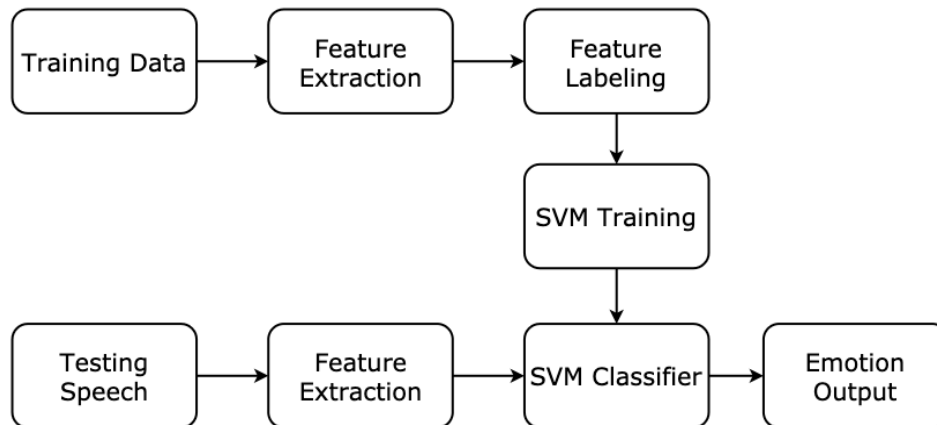 Training Data
Feature
Extraction
Feature
Labeling
SVM Training
Testing
Speech
Feature
Extraction
SVM Classifier
Emotion
Output